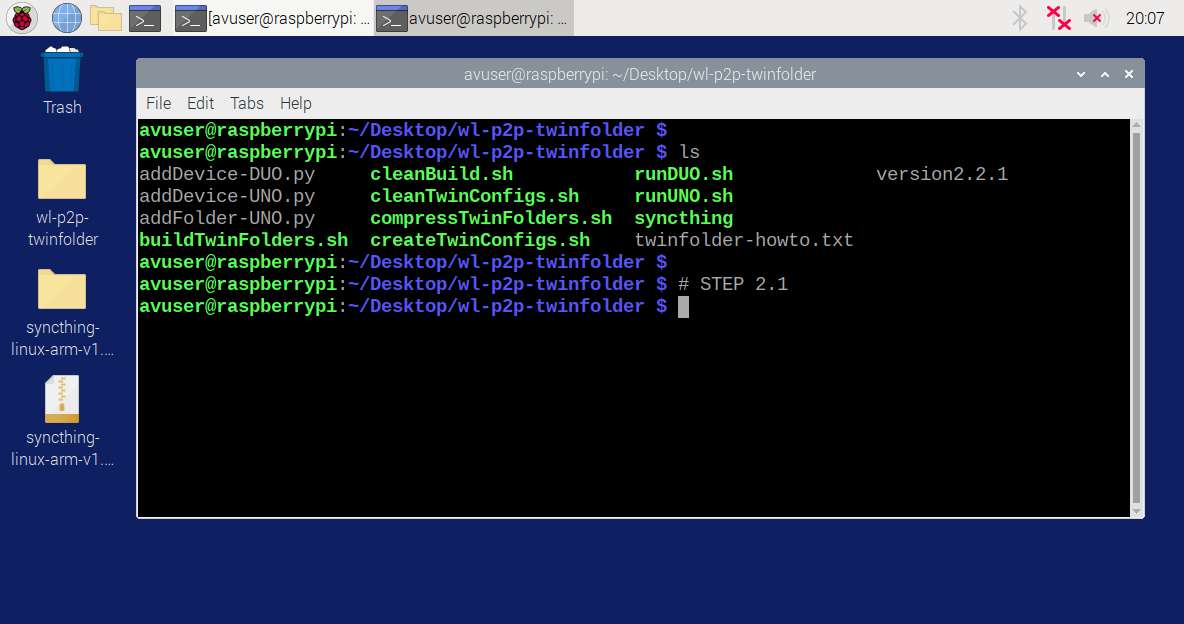 [avuser@raspberrypi: ... avuser@raspberrypi: ... 20:07
Trash
wl-p2p-
twinfolder
syncthing-
linux-arm-v1....
syncthing-
linux-arm-v1....
avuser@raspberrypi: ~/Desktop/wl-p2p-twinfolder
File Edit Tabs Help
avuser@raspberrypi:~/Desktop/wl-p2p-twinfolder $
avuser@raspberrypi:~/Desktop/wl-p2p-twinfolder $ ls
addDevice-DUO.py cleanBuild.sh runDUO.sh version2.2.1
addDevice-UNO.py cleanTwinConfigs.sh runUNO.sh
addFolder-UNO.py compressTwinFolders.sh syncthing
buildTwinFolders.sh createTwinConfigs.sh twinfolder-howto.txt
avuser@raspberrypi:~/Desktop/wl-p2p-twinfolder $
avuser@raspberrypi:~/Desktop/wl-p2p-twinfolder $ # STEP 2.1
avuser@raspberrypi:~/Desktop/wl-p2p-twinfolder $